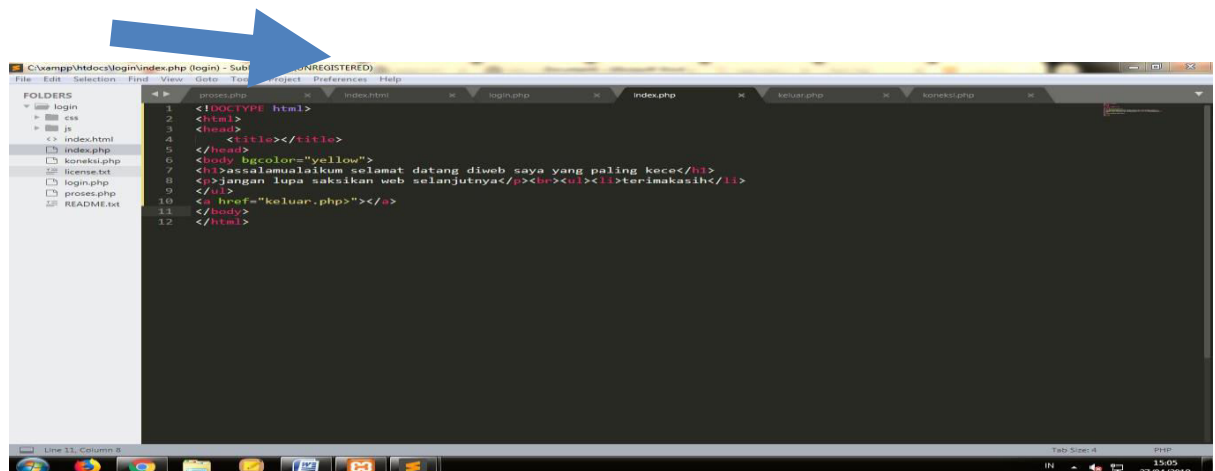 C:\xampp\htdocs\login\index.php (login) - Subl NREGISTERED)
File Edit Selection Find View Goto Project Preferences Help
FOLDERS
login
css
js
index.html
index.php
koneksi.php
license.txt
login.php
proses.php
README.txt
proses.php index.html login.php index.php keluar.php koneksi.php
1 <!DOCTYPE html>
2 <html>
3 <head>
4 <title></title>
5 </head>
6 <body bgcolor="yellow">
7 <h1>assalamualaikum selamat datang diweb saya yang paling kece</h1>
8 <p>jangan lupa saksikan web selanjutnya</p><br><ul><li>terimakasih</li>
9 </ul>
10 <a href="keluar.php>"></a>
11 </body>
12 </html>
Line 11, Column 8
Tab Size: 4 PHP
IN 15:05